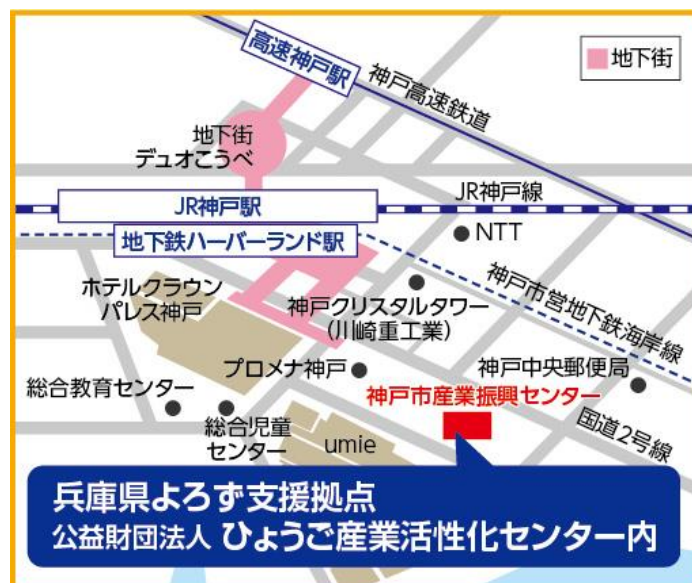 高速神戸駅
地下街
神戸高速鉄道
地下街
デュオこうべ
JR神戸線
JR神戸駅
地下鉄ハーバーランド駅
NTT
神戸市営地下鉄海岸線
ホテルクラウン
パレス神戸
神戸クリスタルタワー
(川崎重工業)
プロメナ神戸
神戸中央郵便局
総合教育センター
神戸市産業振興センター
国道2号線
総合児童
センター
umie
兵庫県よろず支援拠点
公益財団法人 ひょうご産業活性化センター内